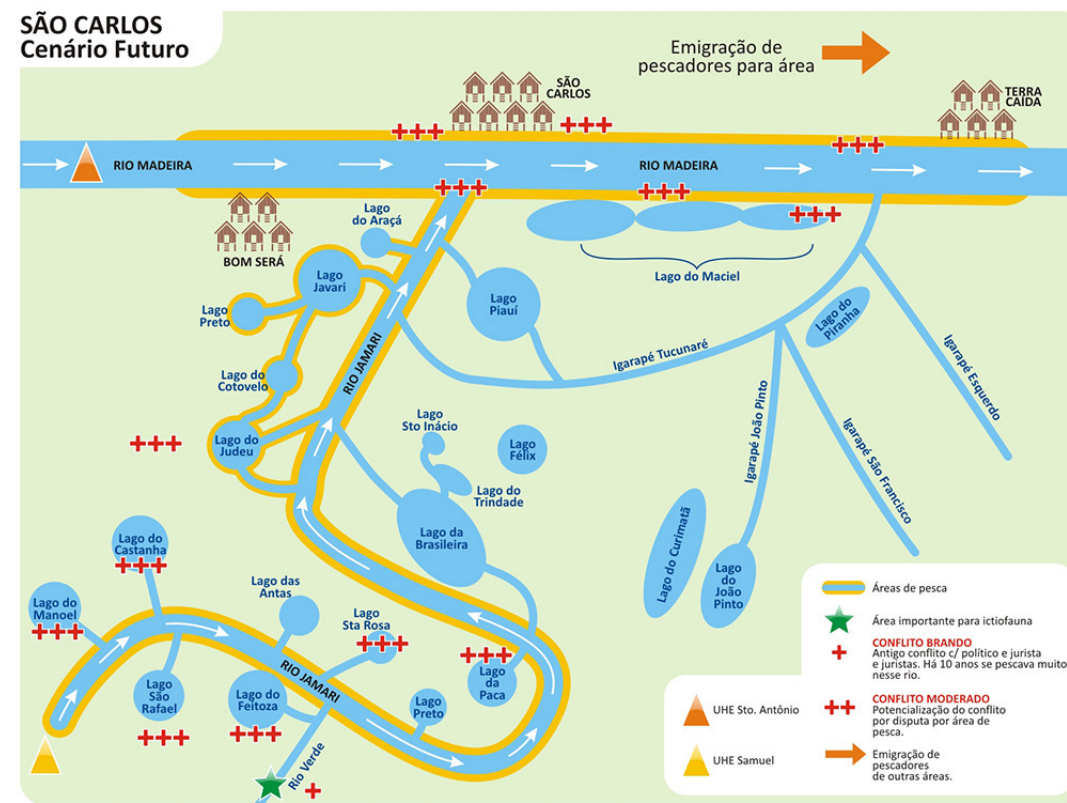 SÃO CARLOS
Cenário Futuro
Emigração de
pescadores para área
SÃO
CARLOS
TERRA
CAÍDA
RIO MADEIRA
RIO MADEIRA
BOM SERÁ
Lago
do Araçá
Lago
Javari
Lago
Preto
Lago
Piauí
Lago do Maciel
Lago do
Piranha
Lago do
Cotovelo
RIO JAMARI
Igarapé Tucunaré
Igarapé Esquerdo
Igarapé João Pinto
Igarapé São Francisco
Lago do
Judeu
Lago
Sto Inácio
Lago
Félix
Lago do
Trindade
Lago da
Brasileira
Lago do Curimatã
Lago
do João
Pinto
Lago do
Castanha
Lago do
Manoel
Lago das
Antas
Lago
Sta Rosa
RIO JAMARI
Lago
São
Rafael
Lago do
Feitoza
Lago
Preto
Lago
da
Paca
Rio Verde
Áreas de pesca
Área importante para ictiofauna
CONFLITO BRANDO
Antigo conflito c/ político e jurista
e juristas. Há 10 anos se pescava muito
nesse rio.
CONFLITO MODERADO
Potencialização do conflito
por disputa por área de
pesca.
Emigração de
pescadores
de outras áreas.
UHE Sto. Antônio
UHE Samuel